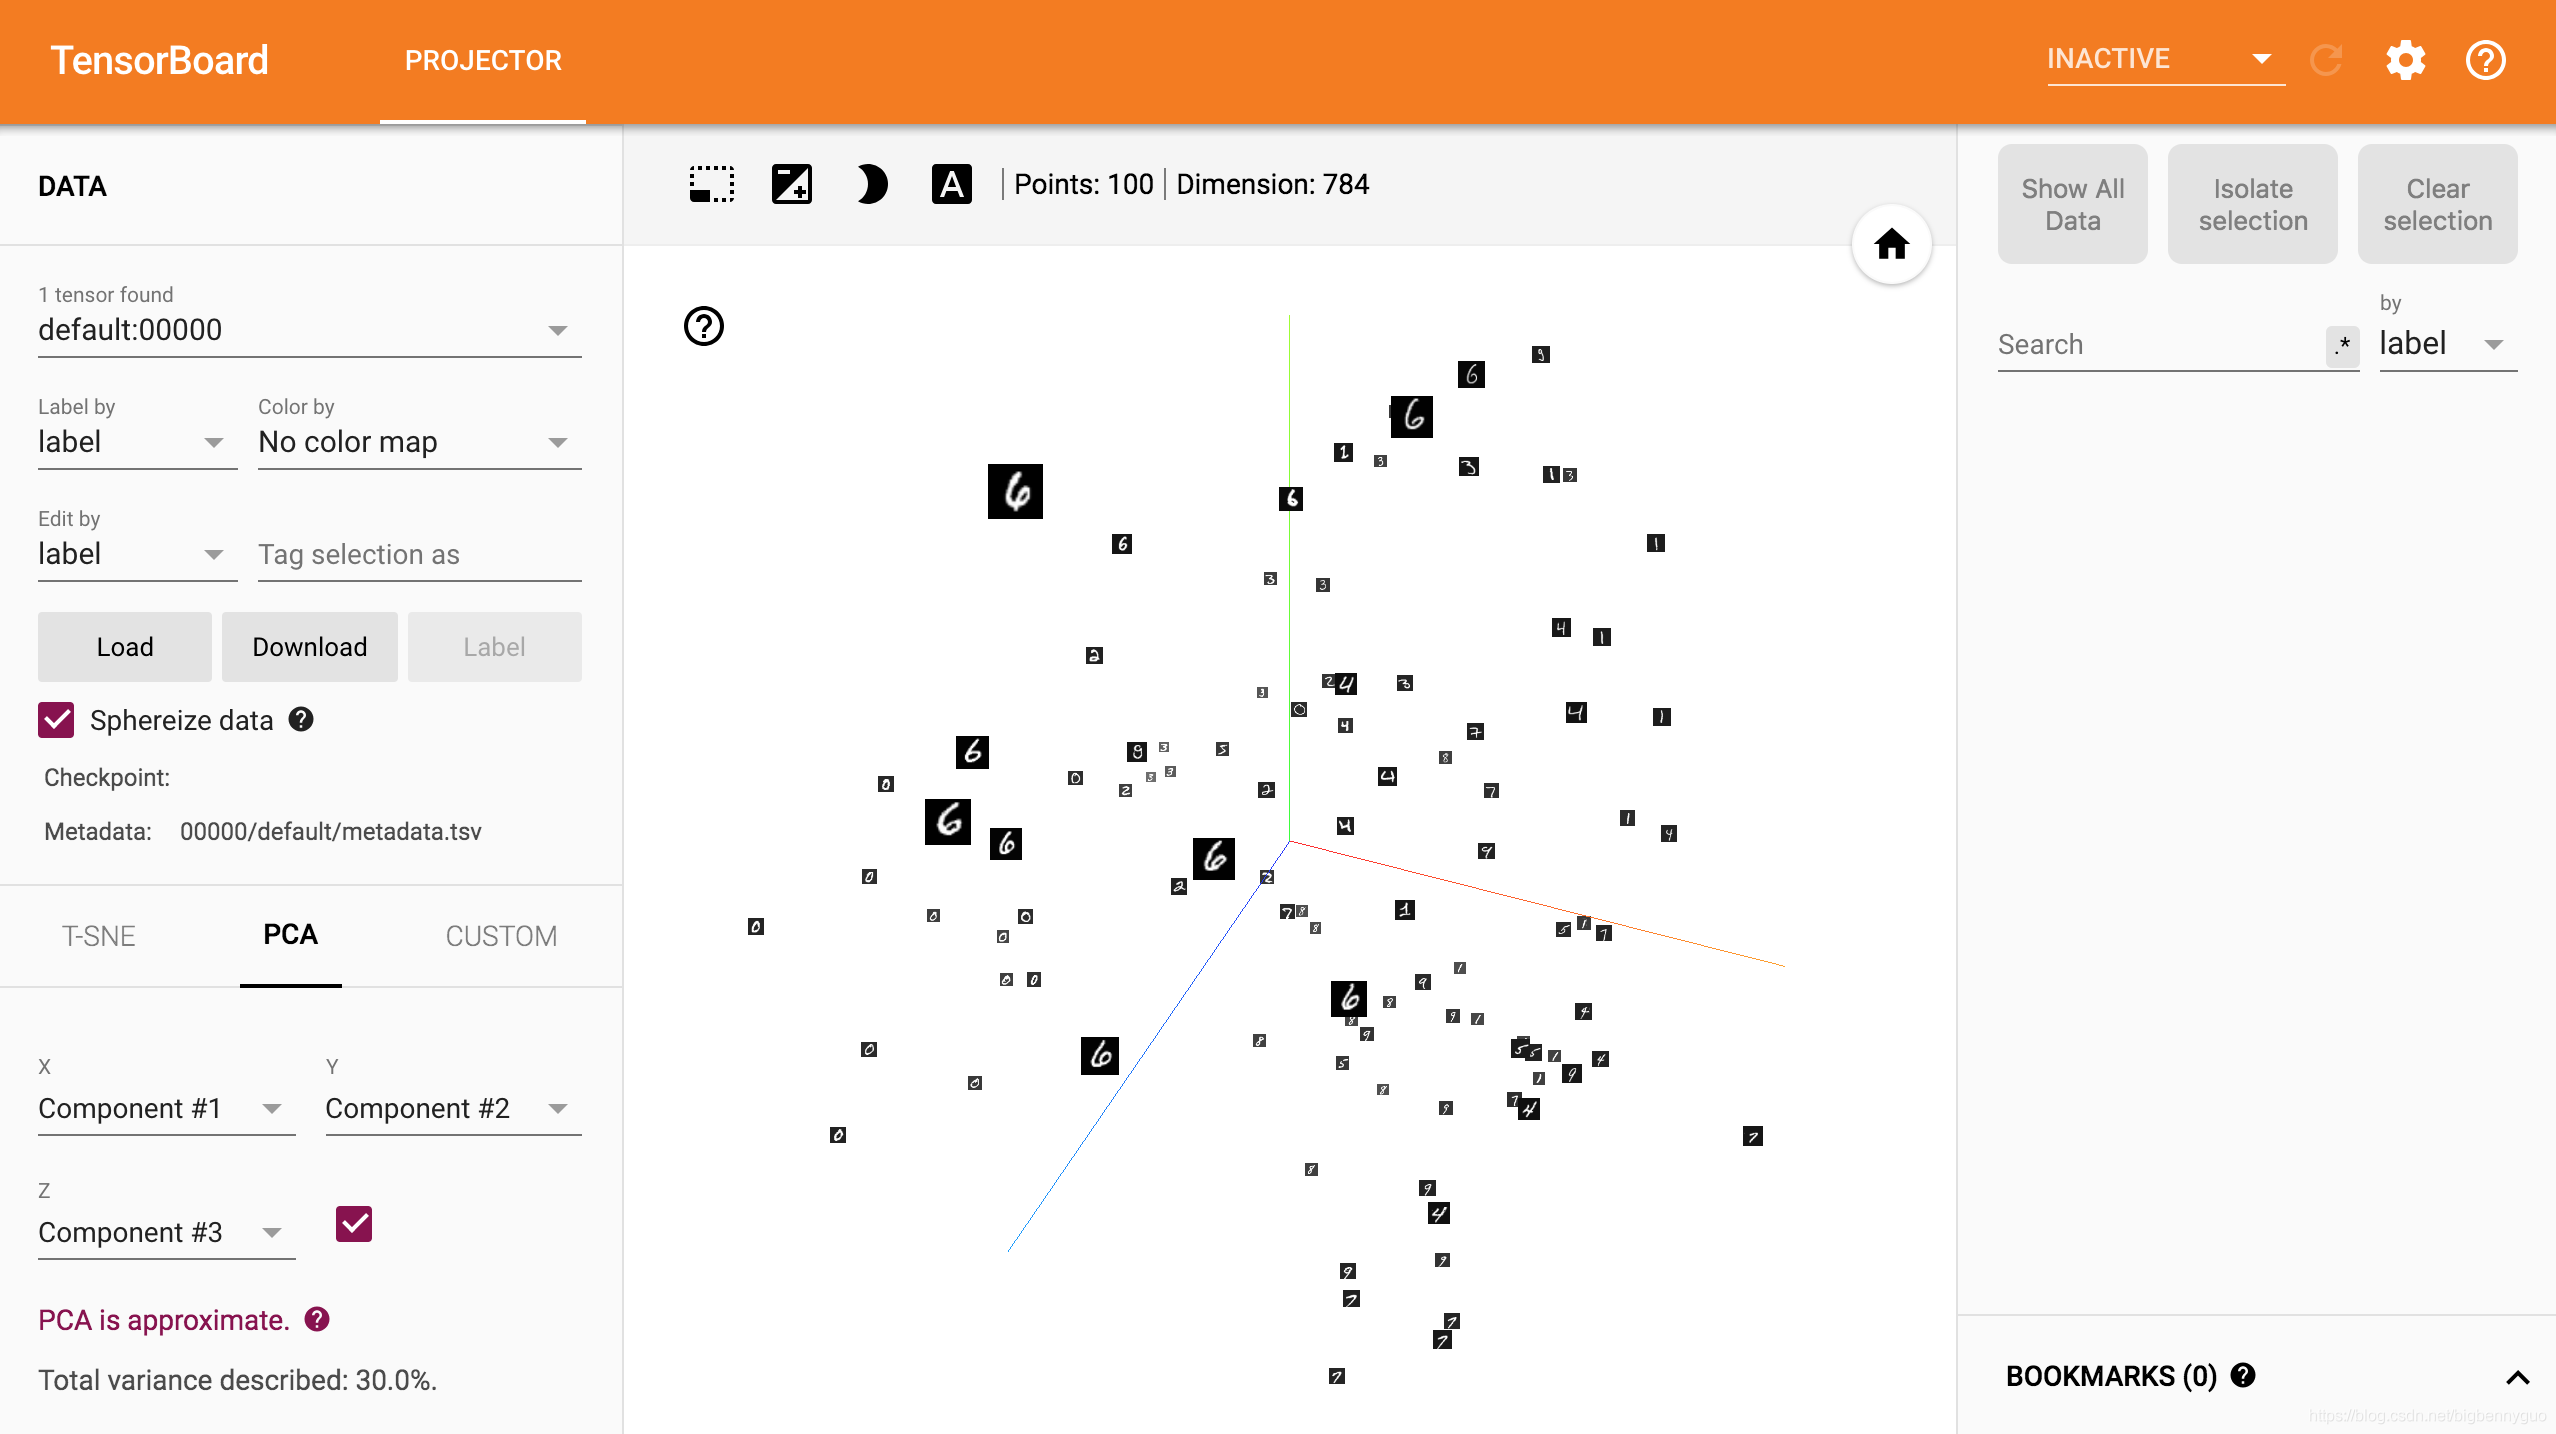 TensorBoard
PROJECTOR
INACTIVE
DATA
Points: 100
Dimension: 784
1 tensor found
default:00000
Label by
label
Color by
No color map
Edit by
label
Tag selection as
Load
Download
Label
Sphereize data
Checkpoint:
Metadata: 00000/default/metadata.tsv
T-SNE
PCA
CUSTOM
X
Component #1
Y
Component #2
Z
Component #3
PCA is approximate.
Total variance described: 30.0%.
A
Show All
Data
Isolate
selection
Clear
selection
Search
.*
by
label
BOOKMARKS (0)
https://blog.csdn.net/bigbennyguo